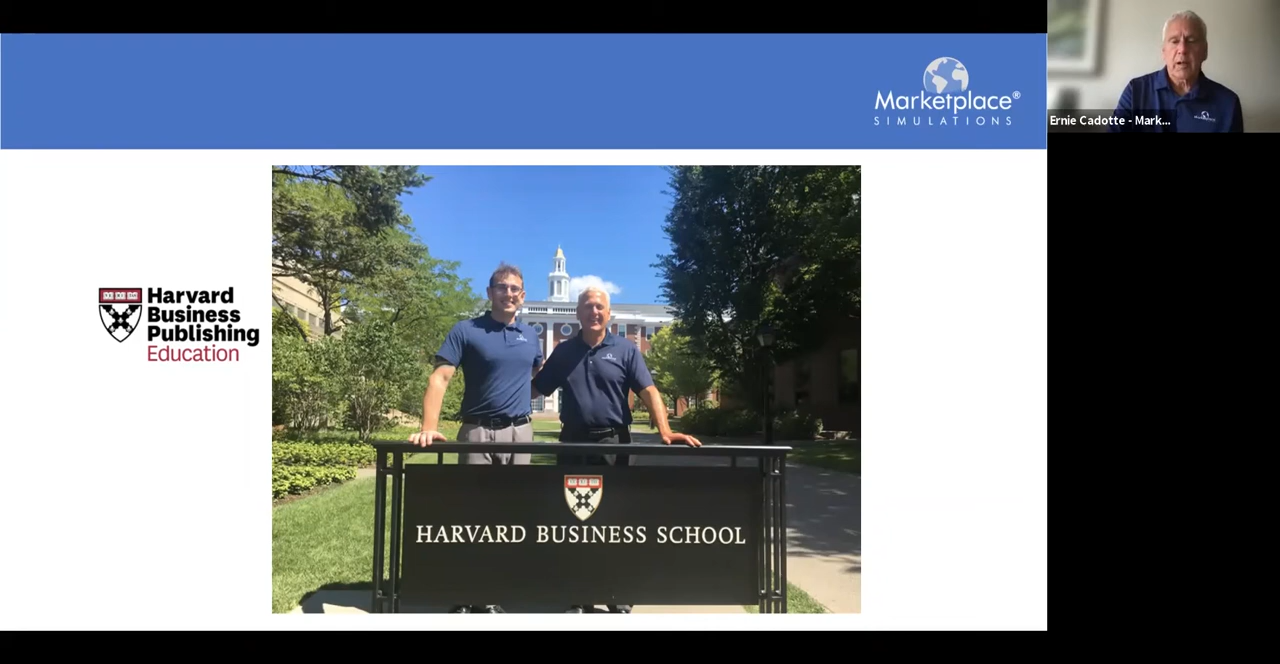 Marketplace®
SIMULATIONS
Ernie Cadotte - Mark...
Harvard
Business
Publishing
Education
HARVARD BUSINESS SCHOOL